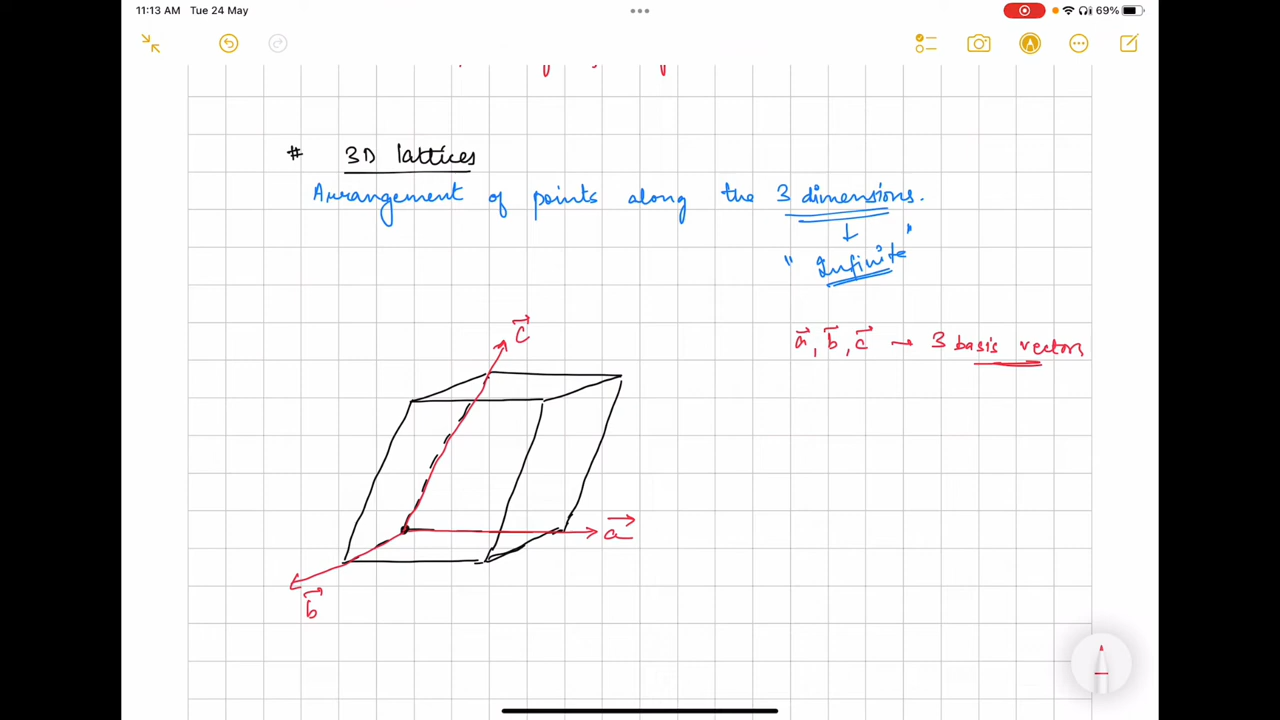 11:13 AM Tue 24 May
69%
# 3D lattices
Arrangement of points along the 3 dimensions.
↓
" Infinite "
c⃗
a⃗, b⃗, c⃗ → 3 basis vectors
a⃗
b⃗